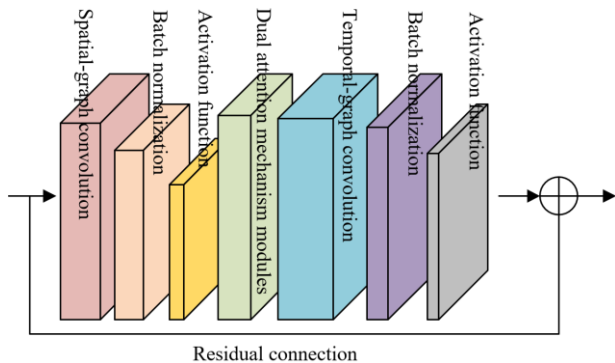 Spatial-graph convolution
Batch normalization
Activation function
Dual attention mechanism modules
Temporal-graph convolution
Batch normalization
Activation function
Residual connection